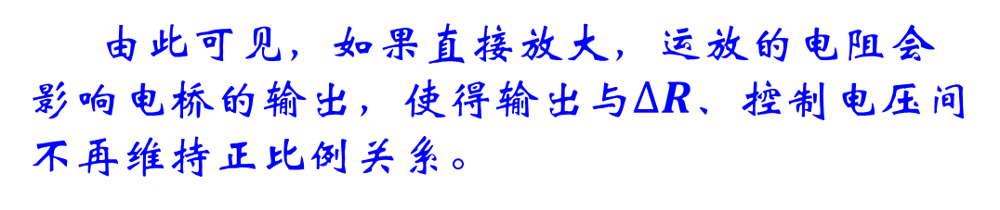 由此可见，如果直接放大，运放的电阻会
影响电桥的输出，使得输出与ΔR、控制电压间
不再维持正比例关系。